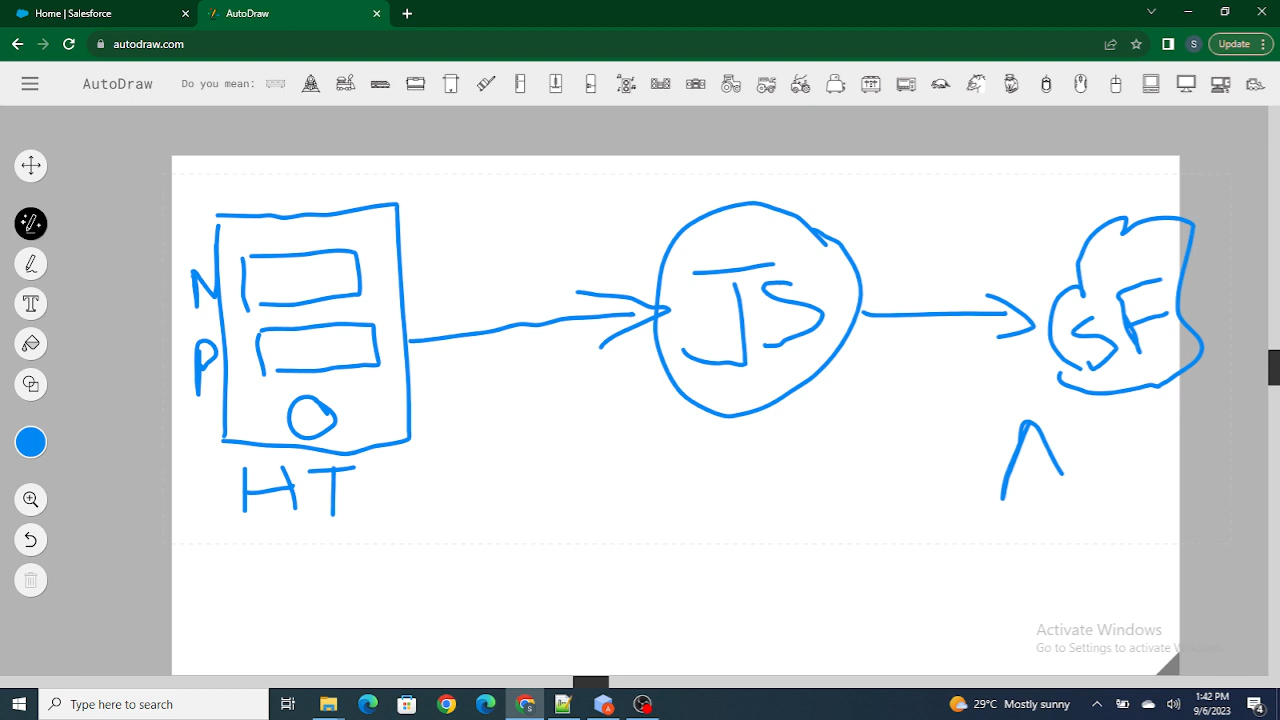 Home | Salesforce
AutoDraw
autodraw.com
S
Update
AutoDraw
Do you mean:
T
N
P
HT
JS
SF
Activate Windows
Go to Settings to activate Windows.
Type here to search
29°C Mostly sunny
1:42 PM
9/6/2023
4